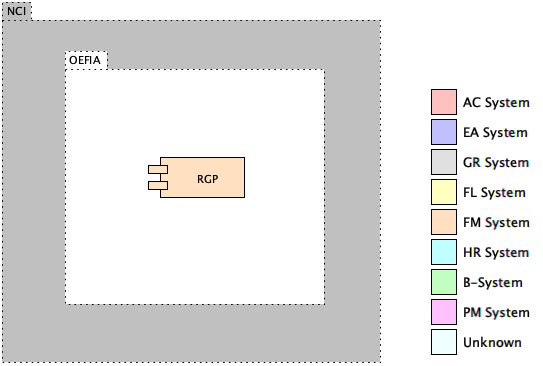 NCI
OEFIA
RGP
AC System
EA System
GR System
FL System
FM System
HR System
B-System
PM System
Unknown